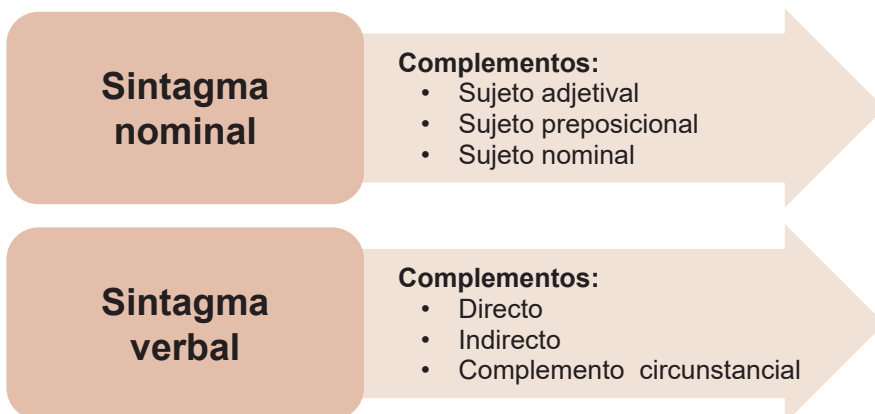 Sintagma
nominal
Complementos:
• Sujeto adjetival
• Sujeto preposicional
• Sujeto nominal
Sintagma
verbal
Complementos:
• Directo
• Indirecto
• Complemento circunstancial